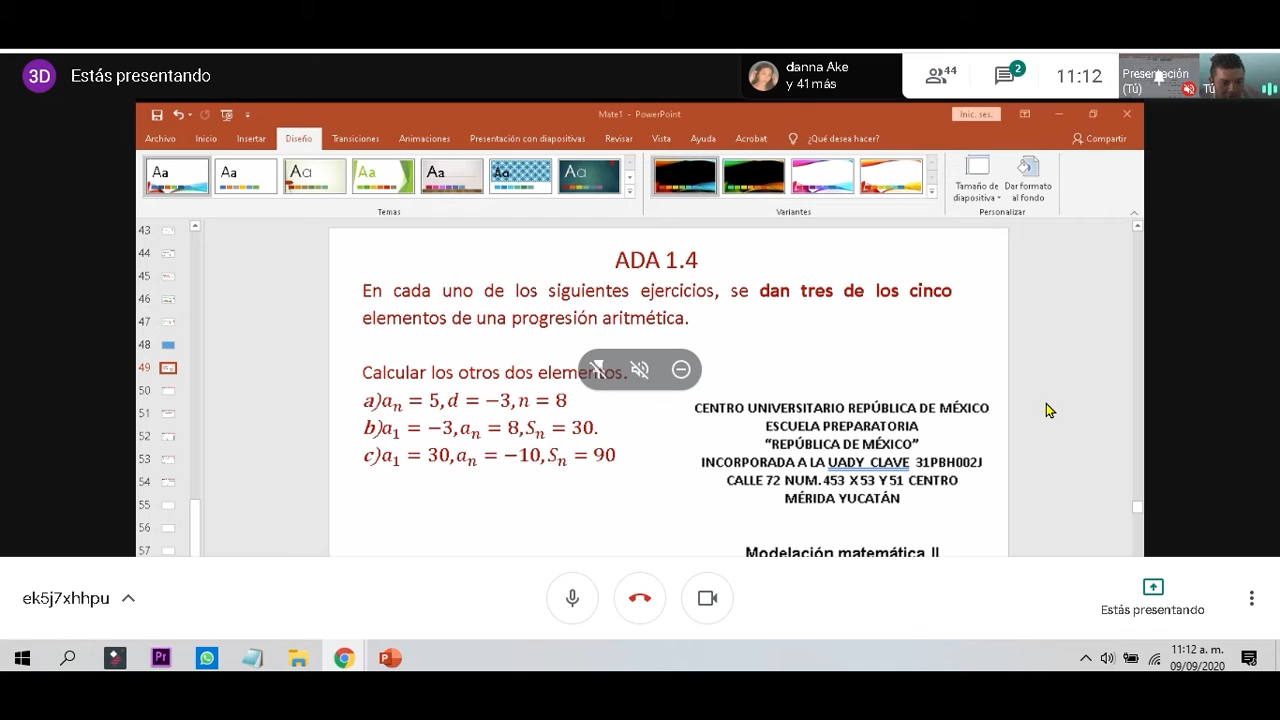 3D Estás presentando
danna Ake
y 41 más
44
2
11:12
Presentación
(Tú)
Tú
Mate1 - PowerPoint
Inic. ses.
Archivo Inicio Insertar Diseño Transiciones Animaciones Presentación con diapositivas Revisar Vista Ayuda Acrobat ¿Qué desea hacer? Compartir
Aa Aa Aa Aa Aa Aa Aa
Tamaño de diapositiva
Dar formato al fondo
Temas
Variantes
Personalizar
43
44
45
46
47
48
49
50
51
52
53
54
55
56
57
ADA 1.4
En cada uno de los siguientes ejercicios, se dan tres de los cinco
elementos de una progresión aritmética.
Calcular los otros dos elementos.
a)aₙ = 5, d = −3, n = 8
b)a₁ = −3, aₙ = 8, Sₙ = 30.
c)a₁ = 30, aₙ = −10, Sₙ = 90
CENTRO UNIVERSITARIO REPÚBLICA DE MÉXICO
ESCUELA PREPARATORIA
“REPÚBLICA DE MÉXICO”
INCORPORADA A LA UADY CLAVE 31PBH002J
CALLE 72 NUM. 453 X 53 Y 51 CENTRO
MÉRIDA YUCATÁN
Modelación matemática II
ek5j7xhhpu
Estás presentando
11:12 a. m.
09/09/2020